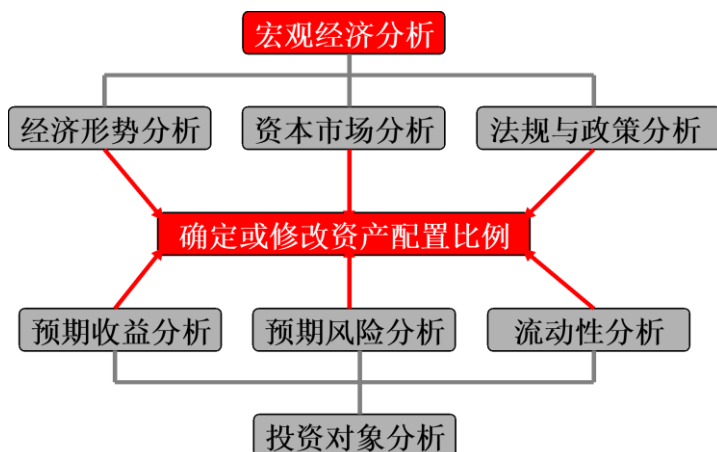 宏观经济分析
经济形势分析
资本市场分析
法规与政策分析
确定或修改资产配置比例
预期收益分析
预期风险分析
流动性分析
投资对象分析